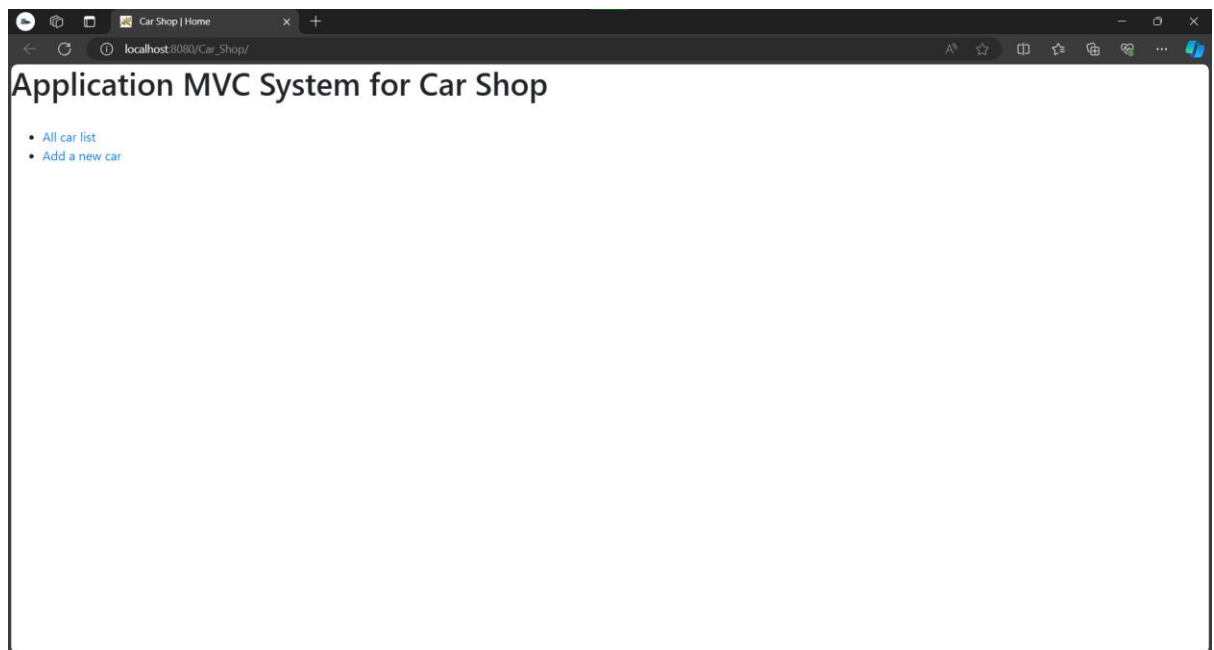 Car Shop | Home
localhost:8080/Car_Shop/
Application MVC System for Car Shop
All car list
Add a new car